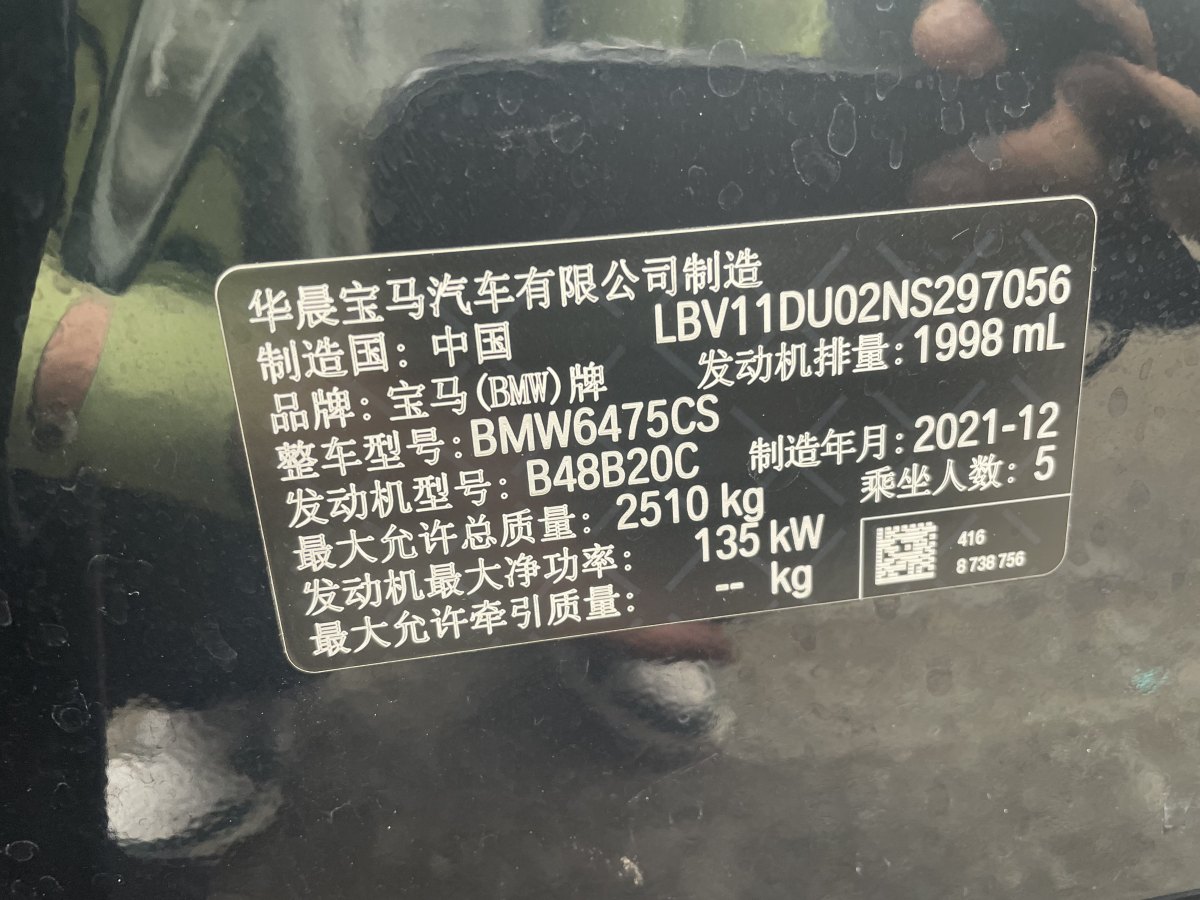 华晨宝马汽车有限公司制造
制造国：中国 LBV11DU02NS297056
品牌：宝马(BMW)牌 发动机排量：1998 mL
整车型号：BMW6475CS
发动机型号：B48B20C 制造年月：2021-12
最大允许总质量：2510 kg 乘坐人数：5
发动机最大净功率：135 kW
最大允许牵引质量：-- kg
416
8 738 756